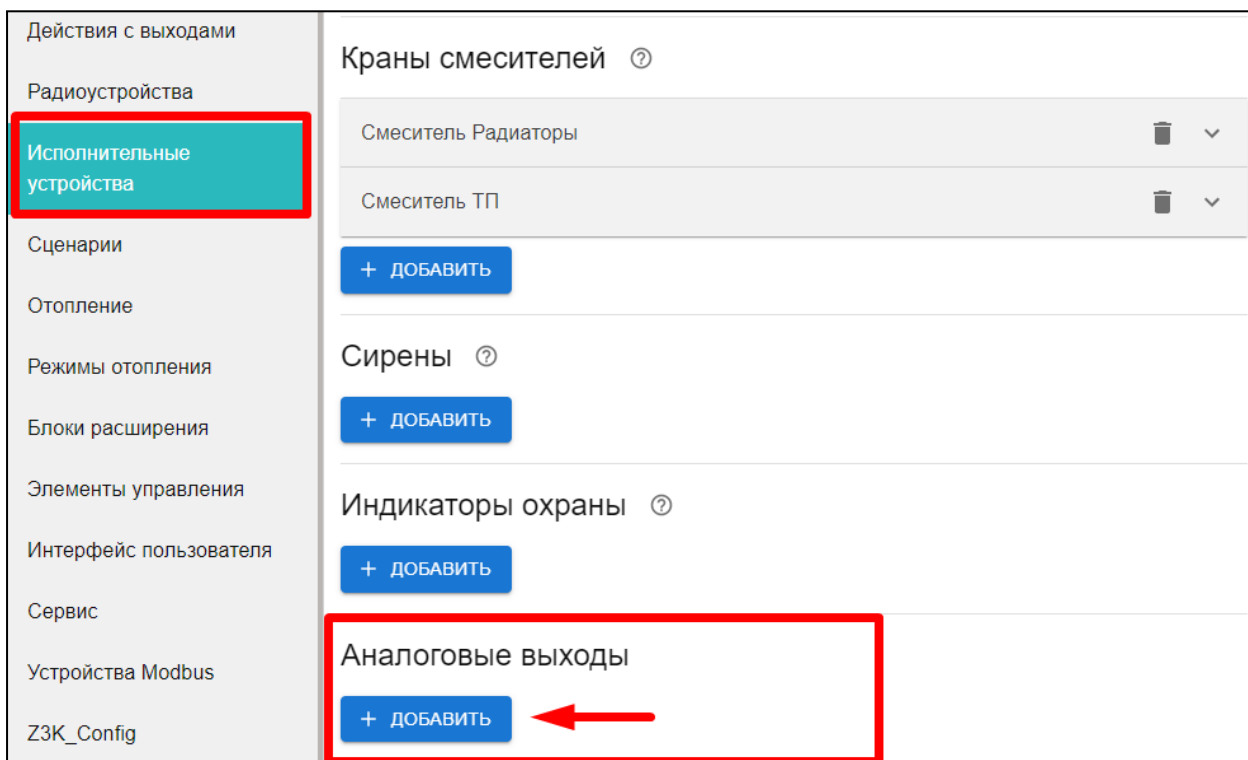 Действия с выходами
Радиоустройства
Исполнительные
устройства
Сценарии
Отопление
Режимы отопления
Блоки расширения
Элементы управления
Интерфейс пользователя
Сервис
Устройства Modbus
Z3K_Config
Краны смесителей ?
Смеситель Радиаторы
Смеситель ТП
+ ДОБАВИТЬ
Сирены ?
+ ДОБАВИТЬ
Индикаторы охраны ?
+ ДОБАВИТЬ
Аналоговые выходы
+ ДОБАВИТЬ